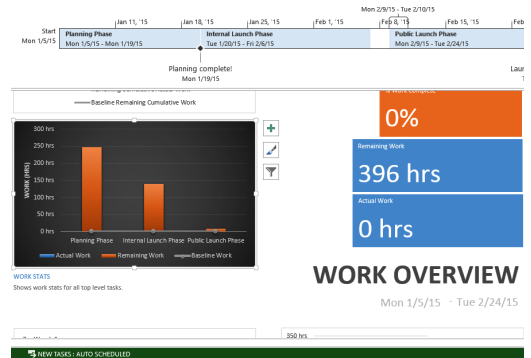 Mon 2/9/15 - Tue 2/10/15
Jan 11, '15 Jan 18, '15 Jan 25, '15 Feb 1, '15 Feb 8, '15 Feb 15, '15 Feb
Start
Mon 1/5/15
Planning Phase
Mon 1/5/15 - Mon 1/19/15
Internal Launch Phase
Tue 1/20/15 - Fri 2/6/15
Public Launch Phase
Mon 2/9/15 - Tue 2/24/15
Planning complete!
Mon 1/19/15
Remaining Cumulative Work
Baseline Remaining Cumulative Work
300 hrs
250 hrs
200 hrs
150 hrs
100 hrs
50 hrs
0 hrs
WORK (HRS)
Planning Phase Internal Launch Phase Public Launch Phase
Actual Work Remaining Work Baseline Work
WORK STATS
Shows work stats for all top level tasks.
% Work Complete
0%
Remaining Work
396 hrs
Actual Work
0 hrs
WORK OVERVIEW
Mon 1/5/15 - Tue 2/24/15
350 hrs
NEW TASKS : AUTO SCHEDULED